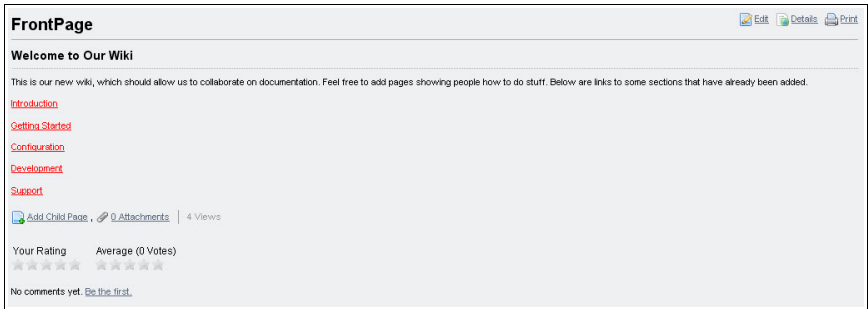 FrontPage
Edit Details Print
Welcome to Our Wiki
This is our new wiki, which should allow us to collaborate on documentation. Feel free to add pages showing people how to do stuff. Below are links to some sections that have already been added.
Introduction
Getting Started
Configuration
Development
Support
Add Child Page , 0 Attachments | 4 Views
Your Rating Average (0 Votes)
No comments yet. Be the first.